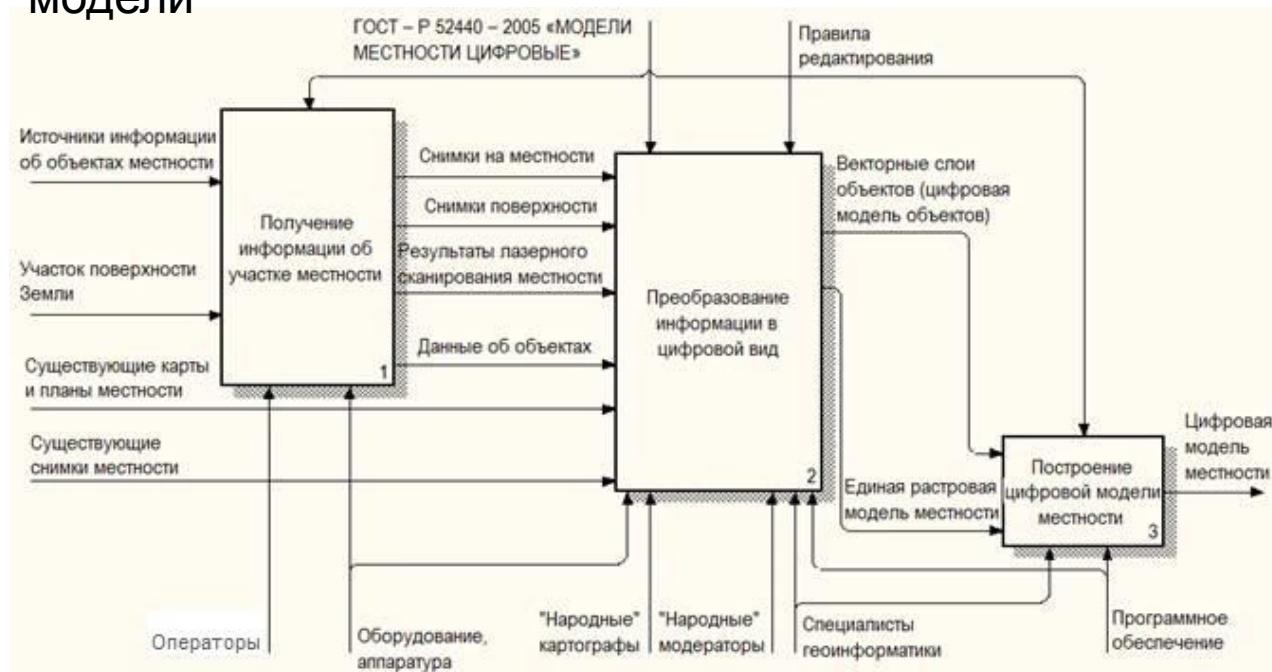 модели
ГОСТ – Р 52440 – 2005 «МОДЕЛИ
МЕСТНОСТИ ЦИФРОВЫЕ»
Правила
редактирования
Источники информации
об объектах местности
Участок поверхности
Земли
Существующие карты
и планы местности
Существующие
снимки местности
Получение
информации об
участке местности
1
Снимки на местности
Снимки поверхности
Результаты лазерного
сканирования местности
Данные об объектах
Преобразование
информации в
цифровой вид
2
Векторные слои
объектов (цифровая
модель объектов)
Единая растровая
модель местности
Построение
цифровой модели
местности
3
Цифровая
модель
местности
Операторы
Оборудование,
аппаратура
"Народные"
картографы
"Народные"
модераторы
Специалисты
геоинформатики
Программное
обеспечение